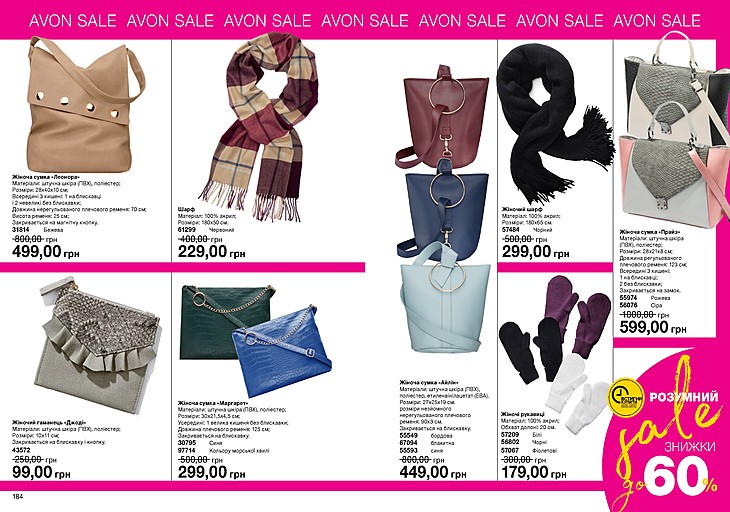 AVON SALE AVON SALE AVON SALE AVON SALE AVON SALE AVON SALE AVON SALE
Жіноча сумка «Леонора»
Матеріали: штучна шкіра (ПВХ), поліестер;
Розміри: 28х40х10 см;
Всередині 3 кишені: 1 на блискавці
і 2 невеликі без блискавки;
Довжина нерегульованого плечового ременя: 70 см;
Висота ременя: 25 см;
Закривається на магнітну кнопку.
31814 Бежева
800,00 грн
499,00 грн
Шарф
Матеріал: 100% акрил;
Розміри: 180х50 см.
61299 Червоний
400,00 грн
229,00 грн
Жіночий шарф
Матеріал: 100% акрил;
Розміри: 180х65 см.
57484 Чорний
500,00 грн
299,00 грн
Жіноча сумка «Прайз»
Матеріали: штучна шкіра
(ПВХ), поліестер;
Розміри: 28х21х8 см;
Довжина регульованого
плечового ременя: 123 см;
Всередині 3 кишені:
1 на блискавці;
2 без блискавки;
Закривається на замок.
55974 Рожева
56076 Сіра
1000,00 грн
599,00 грн
Жіночий гаманець «Джоді»
Матеріали: штучна шкіра (ПВХ), поліестер;
Розміри: 10х11 см;
Закривається на блискавку і кнопку.
43572
250,00 грн
99,00 грн
Жіноча сумка «Маргарет»
Матеріали: штучна шкіра (ПВХ), поліестер;
Розміри: 30х21,5х4,5 см;
Усередині: 1 велика кишеня без блискавки;
Довжина плечового ременя: 125 см;
Закривається на блискавку.
30795 Синя
97714 Кольору морської хвилі
500,00 грн
299,00 грн
Жіноча сумка «Айлін»
Матеріали: штучна шкіра (ПВХ),
поліестер, етиленвінілацетат (ЕВА).
Розміри: 27х25х19 см.
розміри незйомного
нерегульованого плечового
ременя: 90х3 см.
Закривається на блискавку.
55549 бордова
67094 блакитна
55593 синя
800,00 грн
449,00 грн
Жіночі рукавиці
Матеріал: 100% акрил;
Обхват долоні: 20 см.
57209 Білі
56802 Чорні
57067 Фіолетові
300,00 грн
179,00 грн
РОЗУМНИЙ
sale
ЗНИЖКИ
до 60%
184